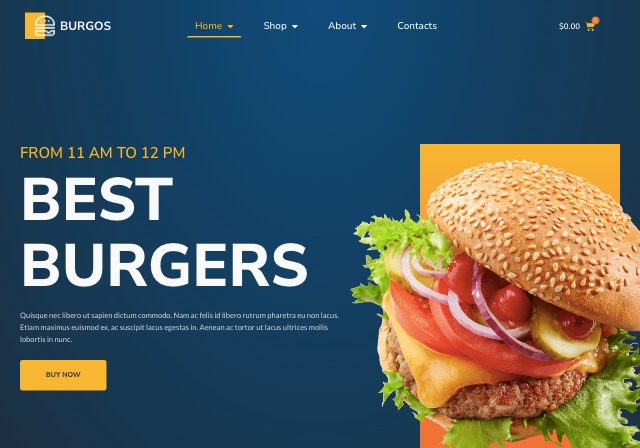 BURGOS
Home
Shop
About
Contacts
$0.00
0
FROM 11 AM TO 12 PM
BEST
BURGERS
Quisque nec libero ut sapien dictum commodo. Nam ac felis id libero rutrum pharetra eu non lacus.
Etiam maximus euismod ex, ac suscipit lacus egestas in. Aenean ac tortor ut lacus ultrices mollis
lobortis in nunc.
BUY NOW